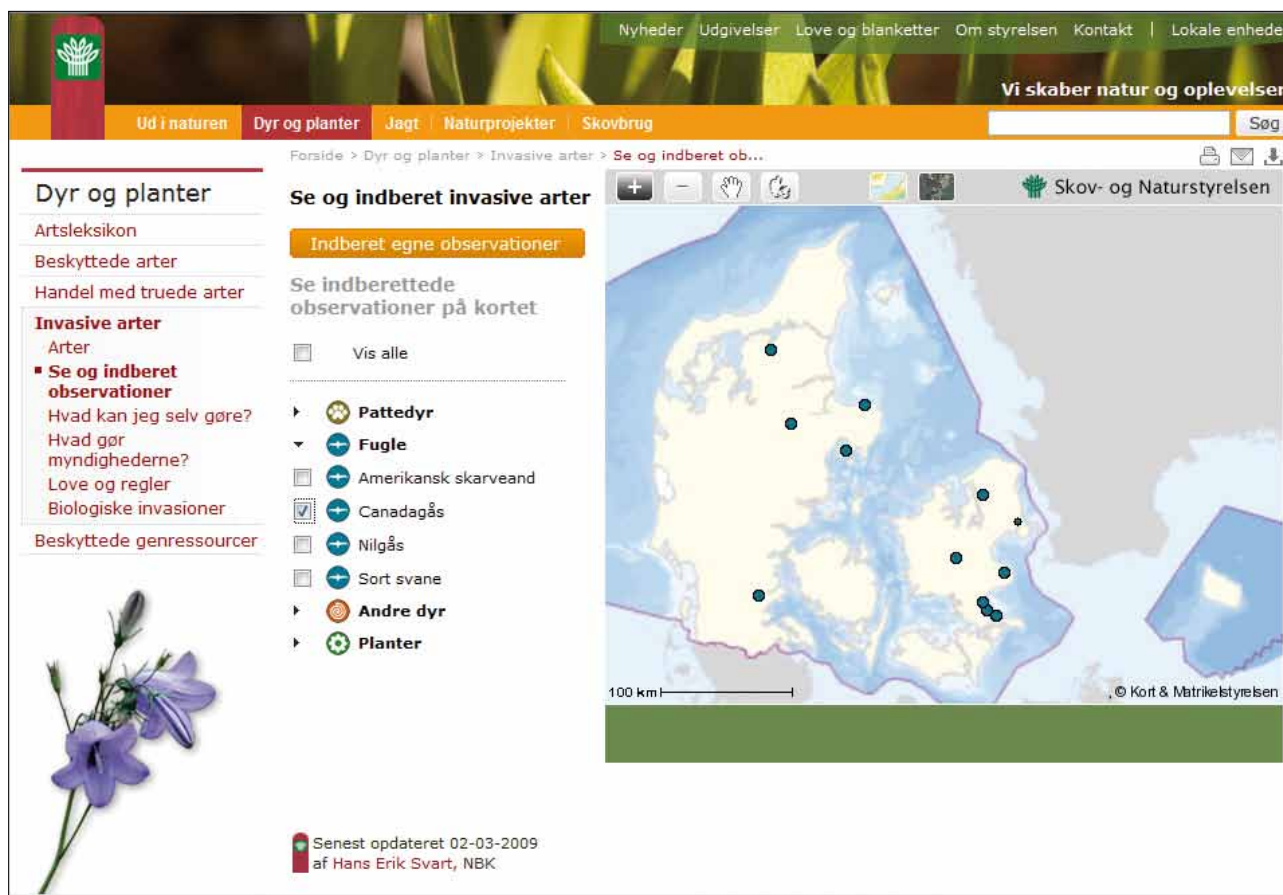 Nyheder Udgivelser Love og blanketter Om styrelsen Kontakt | Lokale enhede
Vi skaber natur og oplevelser
Ud i naturen Dyr og planter Jagt Naturprojekter Skovbrug
Søg
Forside > Dyr og planter > Invasive arter > Se og indberet ob...
Dyr og planter
Artsleksikon
Beskyttede arter
Handel med truede arter
Invasive arter
Arter
Se og indberet
observationer
Hvad kan jeg selv gøre?
Hvad gør
myndighederne?
Love og regler
Biologiske invasioner
Beskyttede genressourcer
Se og indberet invasive arter
Indberet egne observationer
Se indberettede
observationer på kortet
Vis alle
Pattedyr
Fugle
Amerikansk skarveand
Canadagås
Nilgås
Sort svane
Andre dyr
Planter
Skov- og Naturstyrelsen
100 km
, © Kort & Matrikelstyrelsen
Senest opdateret 02-03-2009
af Hans Erik Svart, NBK